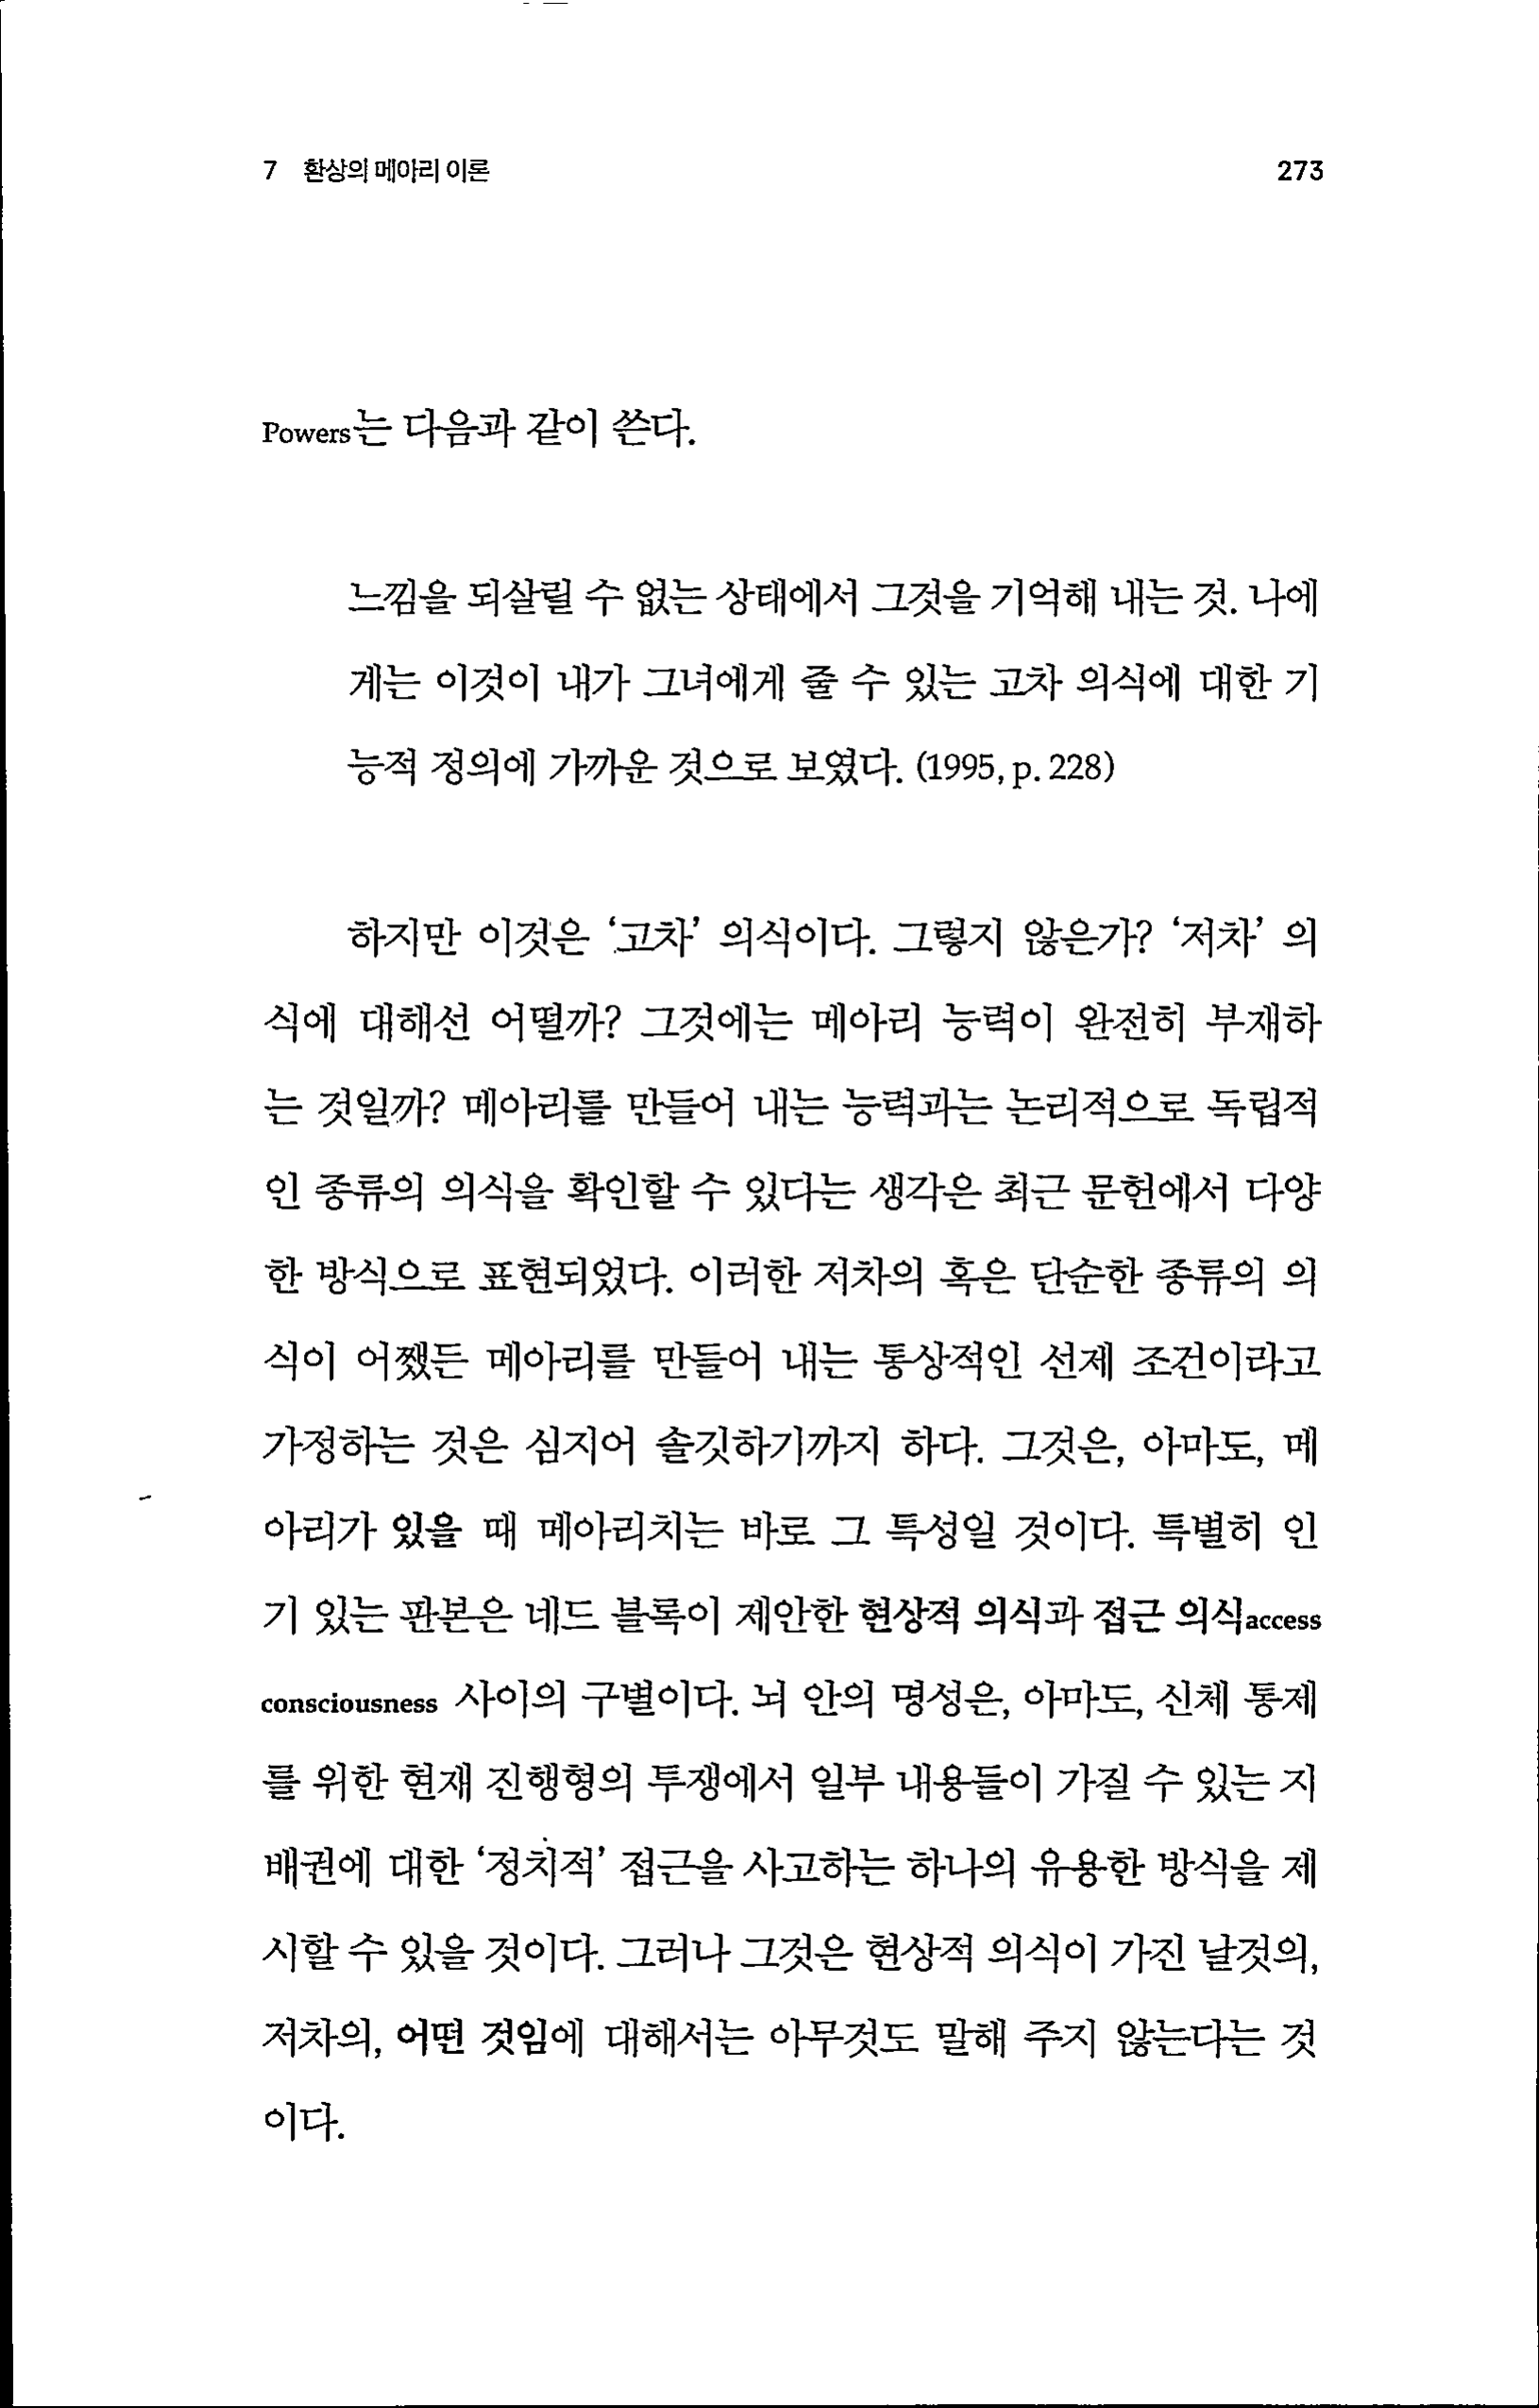 7 환상의 메아리 이론 273
Powers는 다음과 같이 쓴다.
느낌을 되살릴 수 없는 상태에서 그것을 기억해 내는 것. 나에
게는 이것이 내가 그녀에게 줄 수 있는 고차 의식에 대한 기
능적 정의에 가까운 것으로 보였다. (1995, p. 228)
하지만 이것은 ‘고차’ 의식이다. 그렇지 않은가? ‘저차’ 의
식에 대해선 어떨까? 그것에는 메아리 능력이 완전히 부재하
는 것일까? 메아리를 만들어 내는 능력과는 논리적으로 독립적
인 종류의 의식을 확인할 수 있다는 생각은 최근 문헌에서 다양
한 방식으로 표현되었다. 이러한 저차의 혹은 단순한 종류의 의
식이 어쨌든 메아리를 만들어 내는 통상적인 선제 조건이라고
가정하는 것은 심지어 솔깃하기까지 하다. 그것은, 아마도, 메
아리가 있을 때 메아리치는 바로 그 특성일 것이다. 특별히 인
기 있는 판본은 네드 블록이 제안한 현상적 의식과 접근 의식access
consciousness 사이의 구별이다. 뇌 안의 명성은, 아마도, 신체 통제
를 위한 현재 진행형의 투쟁에서 일부 내용들이 가질 수 있는 지
배권에 대한 ‘정치적’ 접근을 사고하는 하나의 유용한 방식을 제
시할 수 있을 것이다. 그러나 그것은 현상적 의식이 가진 날것의,
저차의, 어떤 것임에 대해서는 아무것도 말해 주지 않는다는 것
이다.